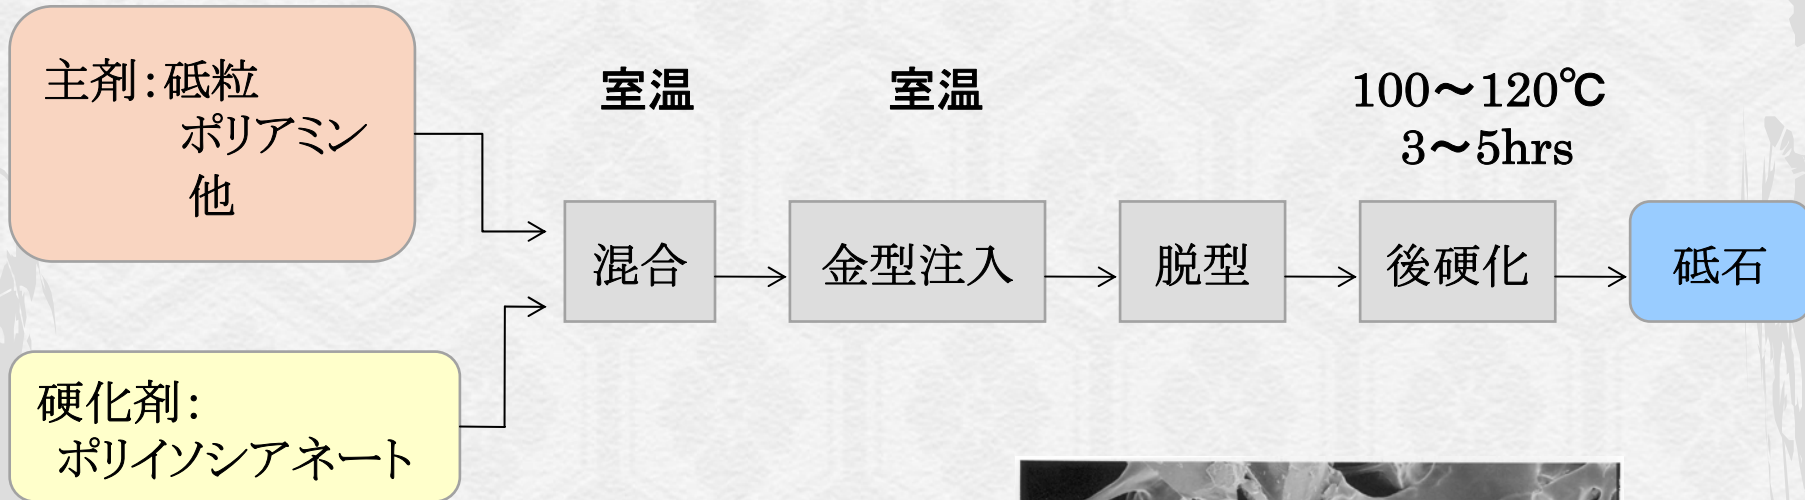 主剤：砥粒
ポリアミン
他
硬化剤：
ポリイソシアネート
室温
混合
室温
金型注入
脱型
100～120℃
3～5hrs
後硬化
砥石